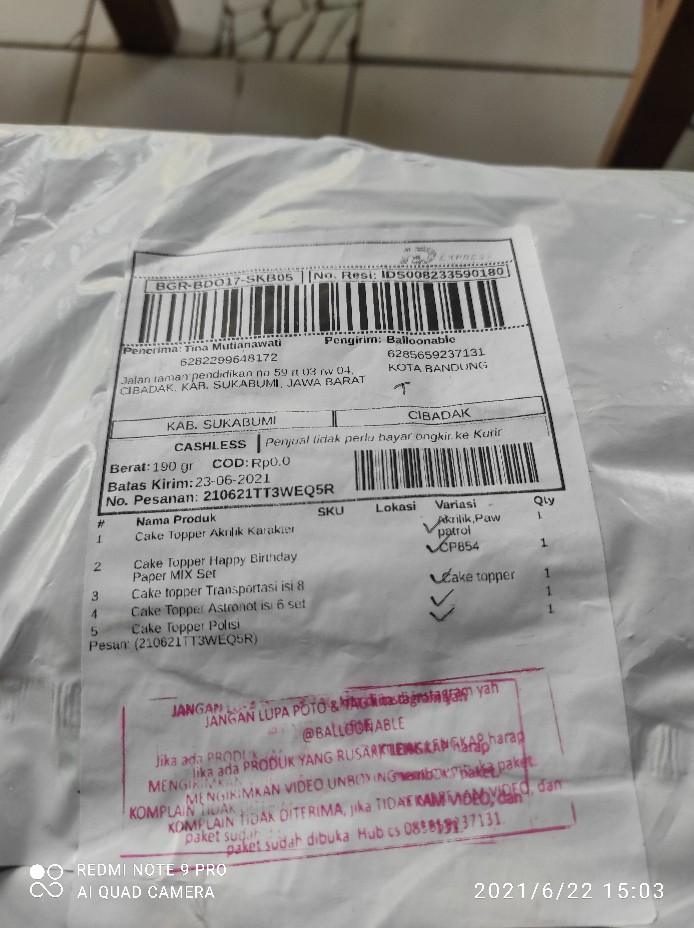 iD EXPRESS
BGR-BDO17-SKB05 No. Resi: IDS008233590180
Penerima: Tina Mutianawati Pengirim: Balloonable
6282299648172 6285659237131
Jalan taman pendidikan no 59 rt 03 rw 04, KOTA BANDUNG
CIBADAK, KAB. SUKABUMI, JAWA BARAT
KAB. SUKABUMI CIBADAK
CASHLESS Penjual tidak perlu bayar ongkir ke Kurir
Berat: 190 gr COD: Rp0.0
Batas Kirim: 23-06-2021
No. Pesanan: 210621TT3WEQ5R
# Nama Produk SKU Lokasi Variasi Qty
1 Cake Topper Akrilik Karakter Akrilik,Paw 1
patrol
2 Cake Topper Happy Birthday CP854 1
Paper MIX Set
3 Cake topper Transportasi isi 8 Cake topper 1
4 Cake Topper Astronot isi 6 set 1
5 Cake Topper Polisi 1
Pesan: (210621TT3WEQ5R)
JANGAN LUPA POTO & di instagram yah
@BALLOONABLE
Jika ada PRODUK YANG RUSAK harap
MENGIRIMKAN VIDEO UNBOXING paket.
KOMPLAIN TIDAK DITERIMA, jika TIDAK VIDEO, dan
paket sudah dibuka Hub cs
REDMI NOTE 9 PRO
AI QUAD CAMERA 2021/6/22 15:03